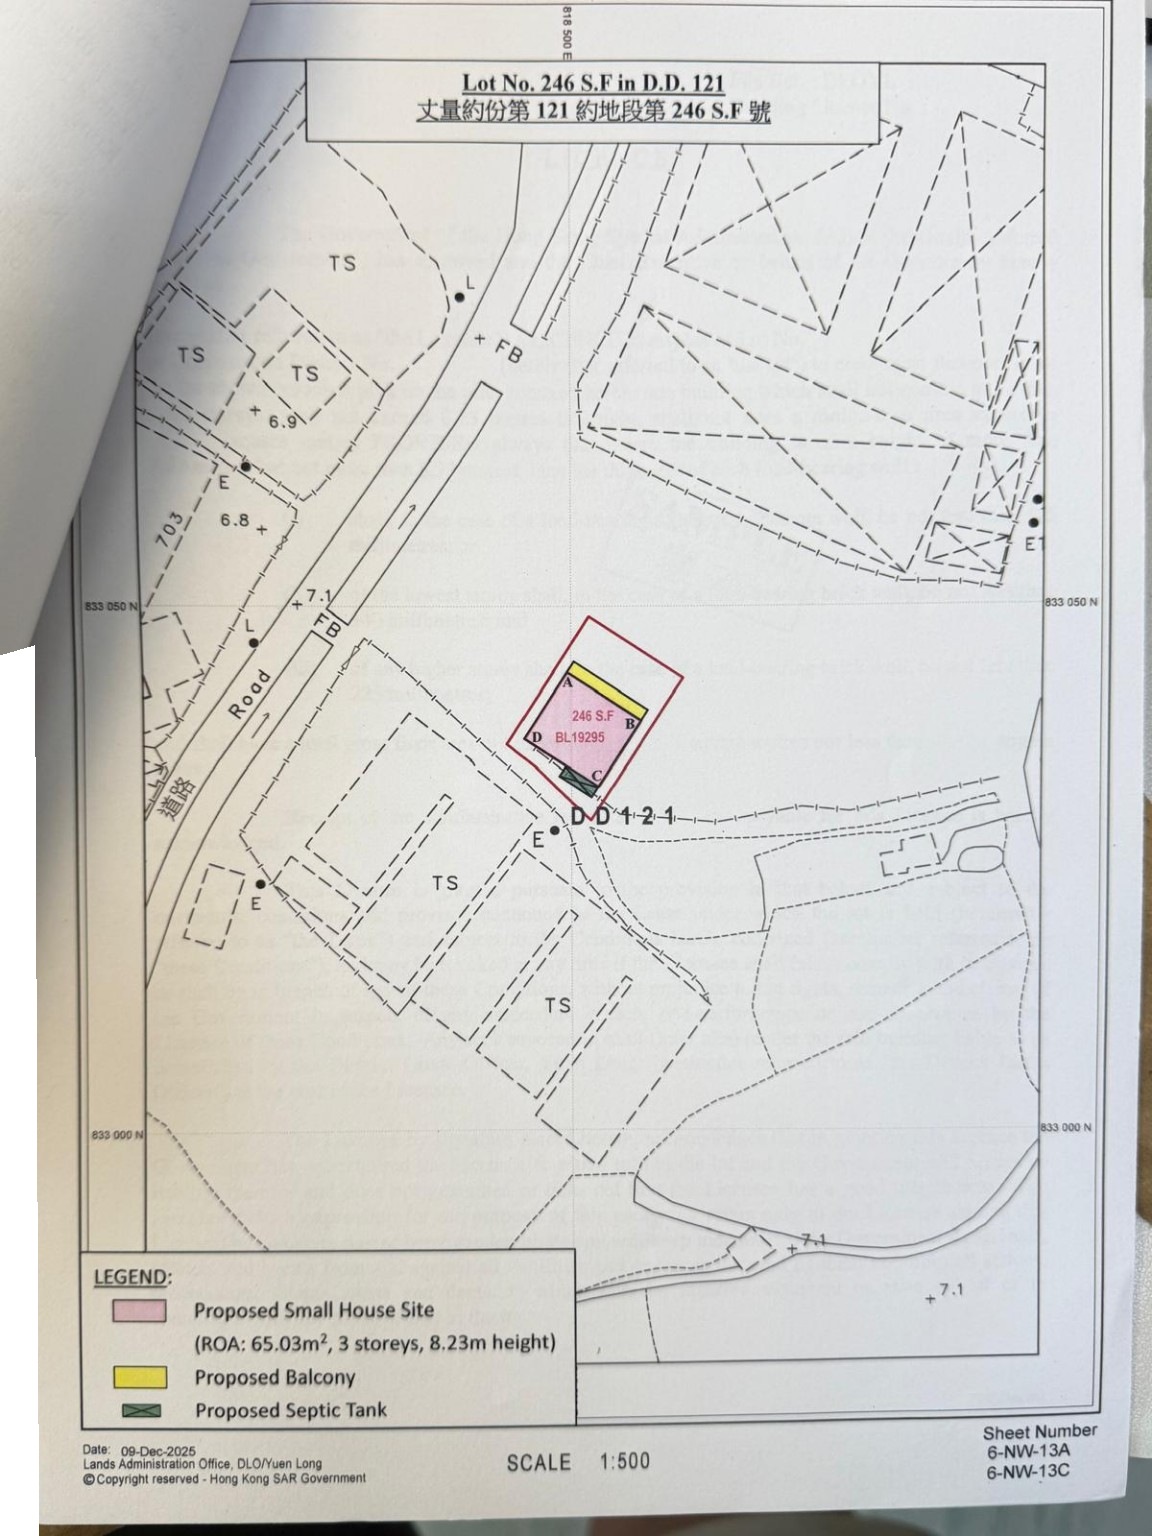 818 500 E
Lot No. 246 S.F in D.D. 121
丈量約份第 121 約地段第 246 S.F 號
TS
L
FB
TS
TS
6.9
E
6.8
703
E
7.1
FB
833 050 N
833 050 N
L
Road
道路
A
B
246 S.F
BL19295
D
C
DD121
E
TS
E
TS
833 000 N
833 000 N
7.1
7.1
LEGEND:
Proposed Small House Site
(ROA: 65.03m², 3 storeys, 8.23m height)
Proposed Balcony
Proposed Septic Tank
Date: 09-Dec-2025
Lands Administration Office, DLO/Yuen Long
© Copyright reserved - Hong Kong SAR Government
SCALE 1:500
Sheet Number
6-NW-13A
6-NW-13C